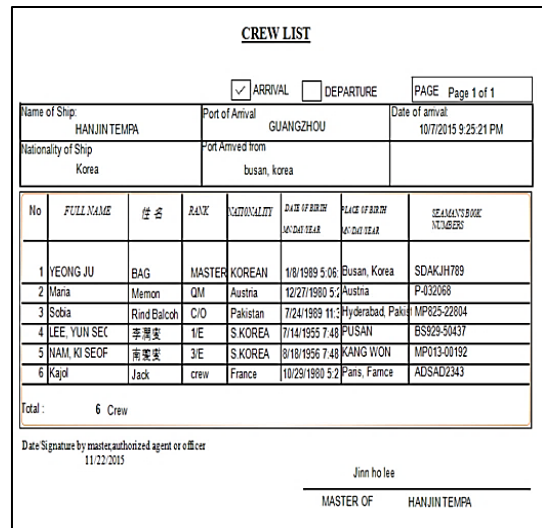 CREW LIST
✓ ARRIVAL DEPARTURE PAGE Page 1 of 1
Name of Ship: Port of Arrival Date of arrival:
HANJIN TEMPA GUANGZHOU 10/7/2015 9:25:21 PM
Nationality of Ship Port Arrived from
Korea busan, korea
No FULL NAME 姓 名 RANK NATIONALITY DATE OF BIRTH PLACE OF BIRTH SEAMAN'S BOOK
MN-DAY-YEAR MN-DAY-YEAR NUMBERS
1 YEONG JU BAG MASTER KOREAN 1/8/1989 5:06: Busan, Korea SDAKJH789
2 Maria Memon QM Austria 12/27/1980 5:2 Austria P-032068
3 Sobia Rind Balcoh C/O Pakistan 7/24/1989 11:3 Hyderabad, Pakis MP825-22804
4 LEE, YUN SEC 1/E S.KOREA 7/14/1955 7:48 PUSAN BS929-50437
5 NAM, KI SEOF 3/E S.KOREA 8/18/1956 7:48 KANG WON MP013-00192
6 Kajol Jack crew France 10/29/1980 5:2 Paris, Farnce ADSAD2343
Total : 6 Crew
Date/Signature by master,authorized agent or officer
11/22/2015
Jinn ho lee
MASTER OF HANJIN TEMPA